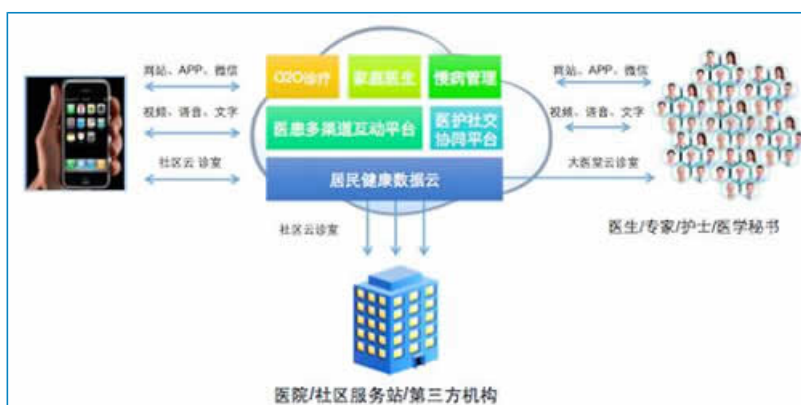 网站、APP、微信
O2O诊疗
家庭医生
慢病管理
网站、APP、微信
视频、语音、文字
医患多渠道互动平台
医护社交
协同平台
视频、语音、文字
社区云 诊室
居民健康数据云
大医堂云诊室
社区云诊室
医生/专家/护士/医学秘书
医院/社区服务站/第三方机构